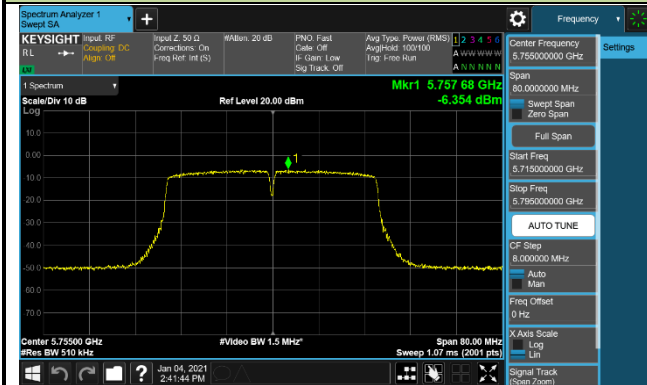 Spectrum Analyzer 1
Swept SA
+
Frequency
KEYSIGHT Input: RF
RL Coupling: DC
Align: Off
Input Z: 50 Ω
Corrections: On
Freq Ref: Int (S)
#Atten: 20 dB
PNO: Fast
Gate: Off
IF Gain: Low
Sig Track: Off
Avg Type: Power (RMS)
Avg|Hold: 100/100
Trig: Free Run
1 2 3 4 5 6
A W W W W W
A N N N N N
1 Spectrum
Scale/Div 10 dB
Log
Ref Level 20.00 dBm
Mkr1 5.757 68 GHz
-6.354 dBm
10.0
0.00
10.0
20.0
30.0
40.0
50.0
60.0
70.0
1
Center 5.75500 GHz
#Res BW 510 kHz
#Video BW 1.5 MHz*
Span 80.00 MHz
Sweep 1.07 ms (2001 pts)
Jan 04, 2021
2:41:44 PM
?
Settings
Center Frequency
5.755000000 GHz
Span
80.0000000 MHz
Swept Span
Zero Span
Full Span
Start Freq
5.715000000 GHz
Stop Freq
5.795000000 GHz
AUTO TUNE
CF Step
8.000000 MHz
Auto
Man
Freq Offset
0 Hz
X Axis Scale
Log
Lin
Signal Track
(Span Zoom)